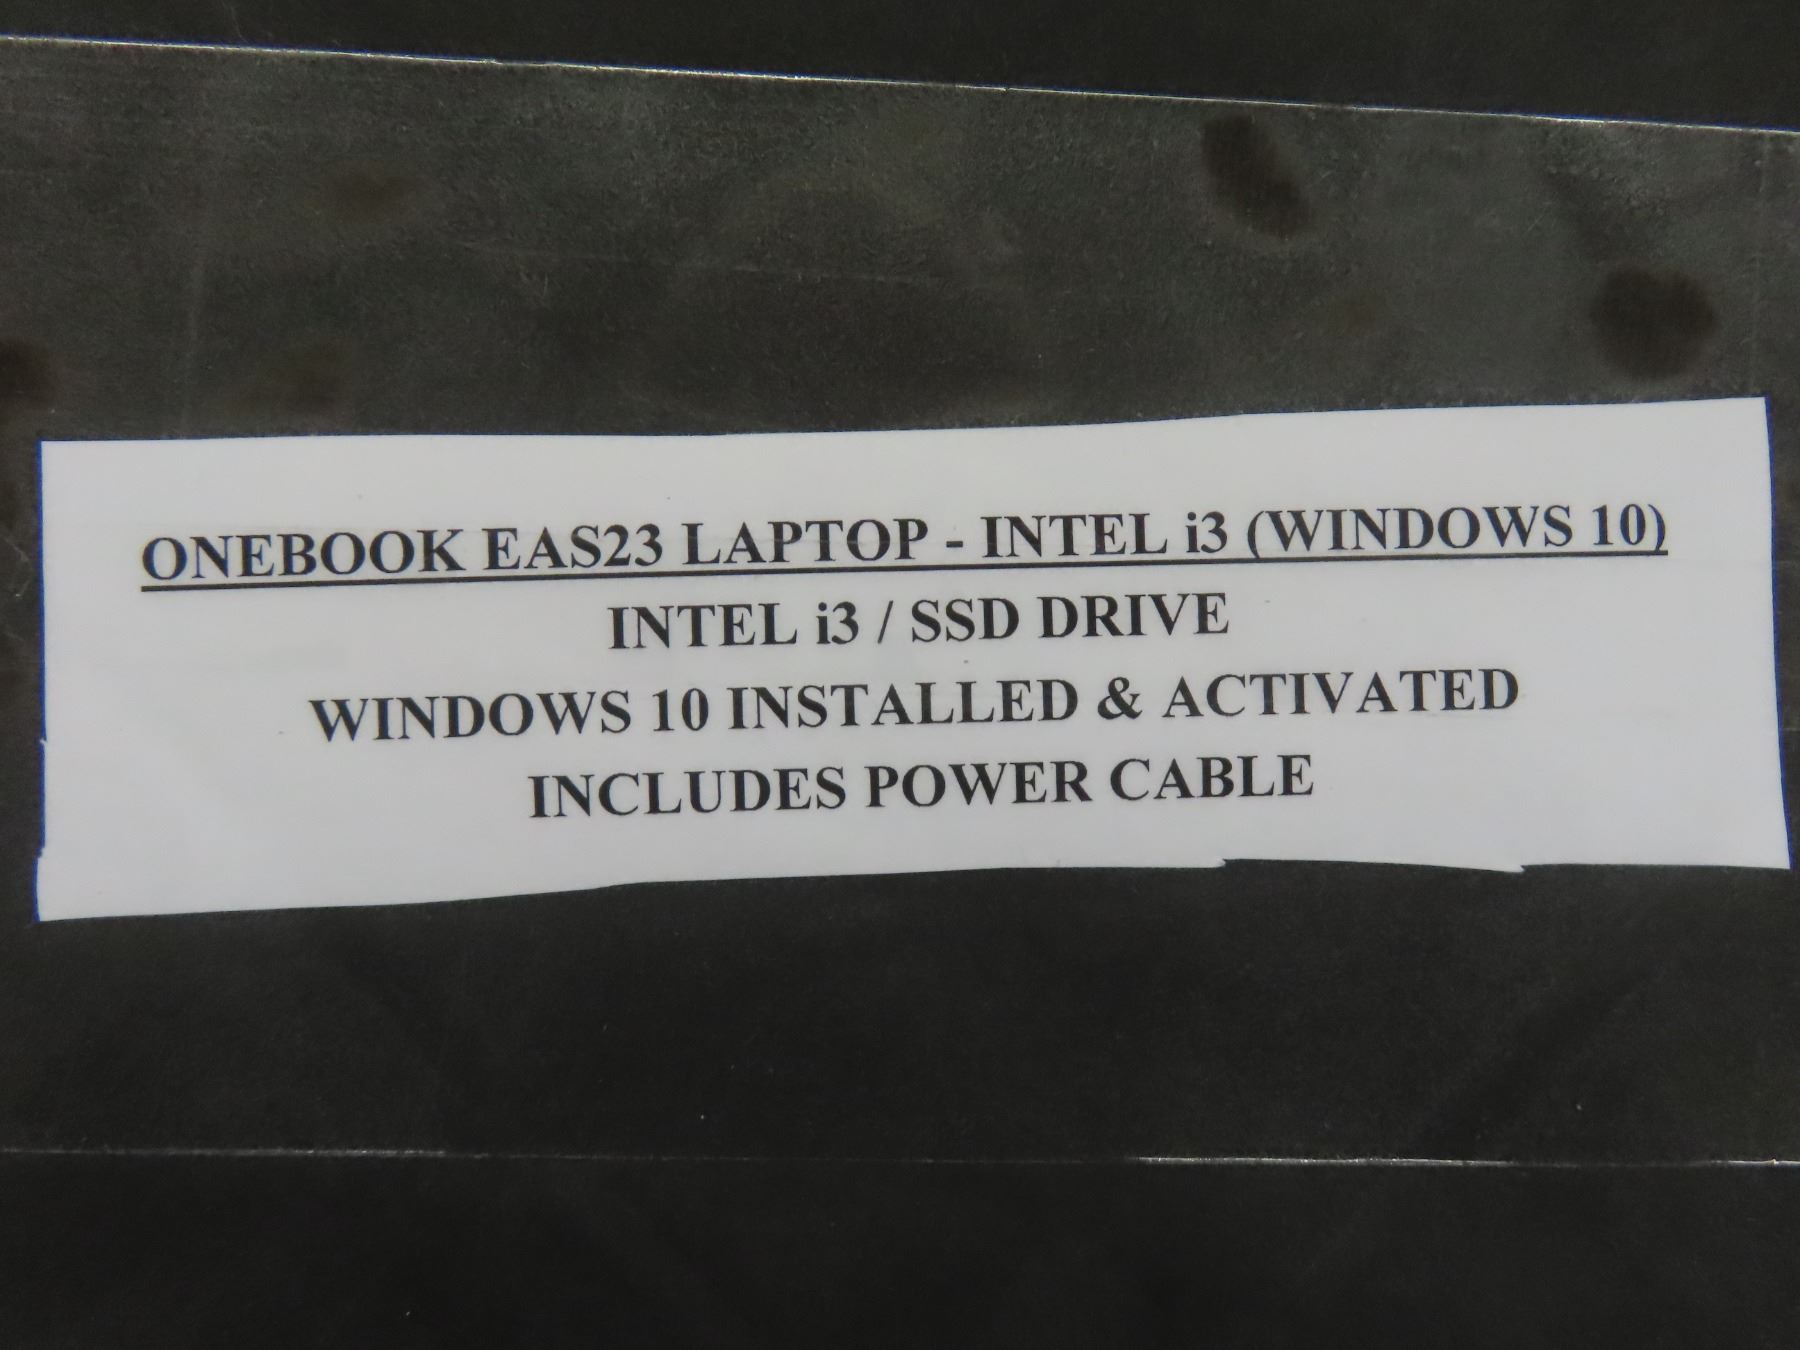 ONEBOOK EAS23 LAPTOP - INTEL i3 (WINDOWS 10)
INTEL i3 / SSD DRIVE
WINDOWS 10 INSTALLED & ACTIVATED
INCLUDES POWER CABLE